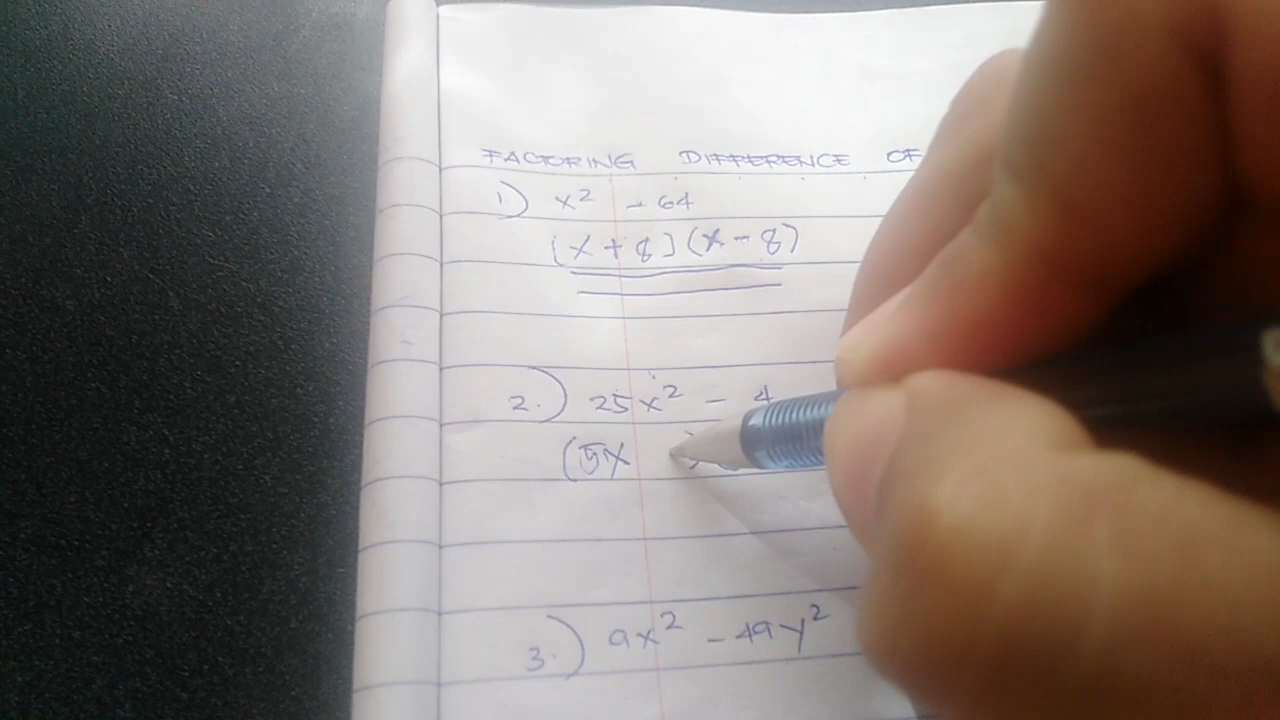 FACTORING DIFFERENCE OF
1) x² - 64
(x + 8)(x - 8)
2.) 25x² - 4
(5x )(
3.) 9x² - 49y²